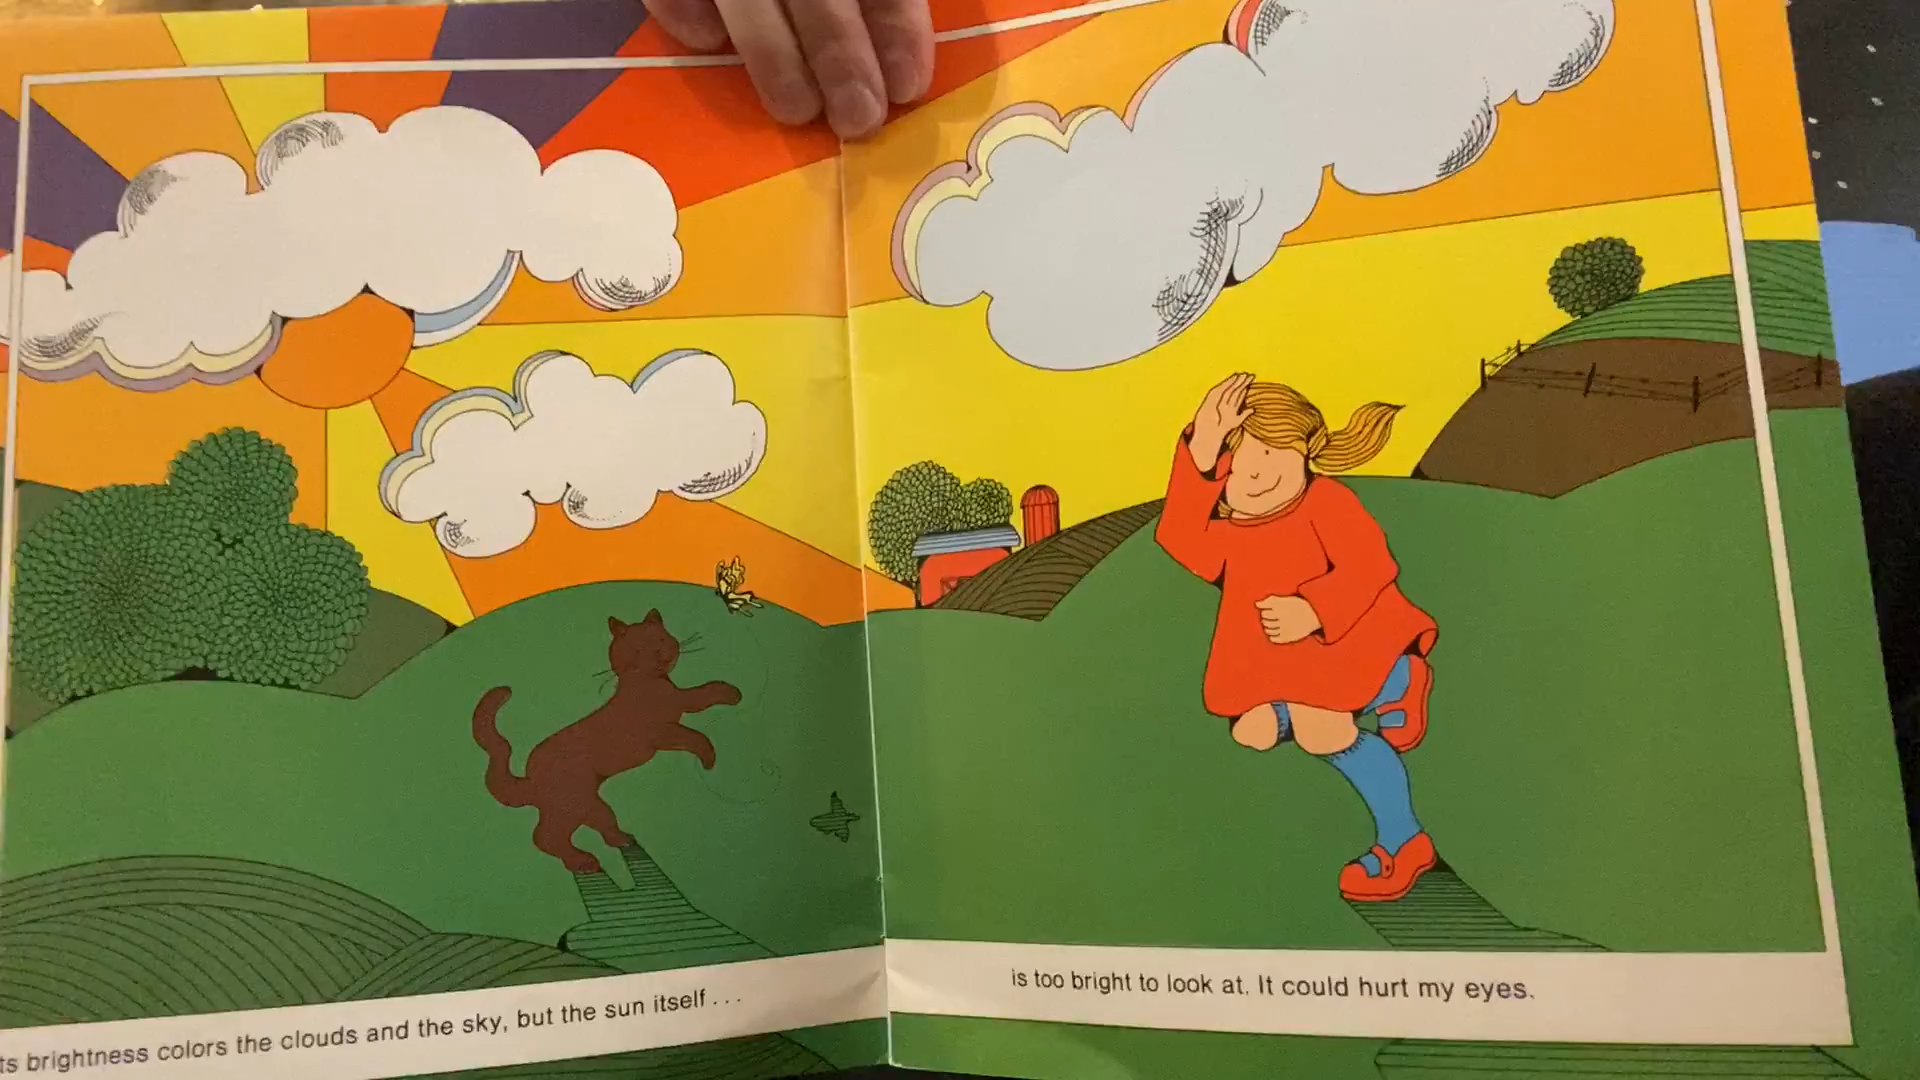 ts brightness colors the clouds and the sky, but the sun itself . . .
is too bright to look at. It could hurt my eyes.